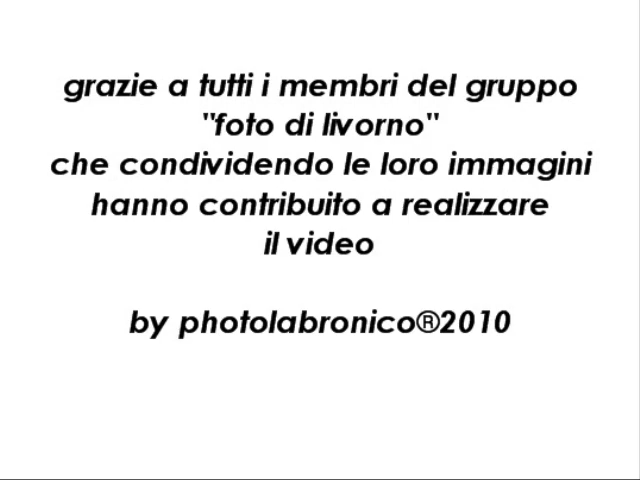 grazie a tutti i membri del gruppo
"foto di livorno"
che condividendo le loro immagini
hanno contribuito a realizzare
il video
by photolabronico®2010